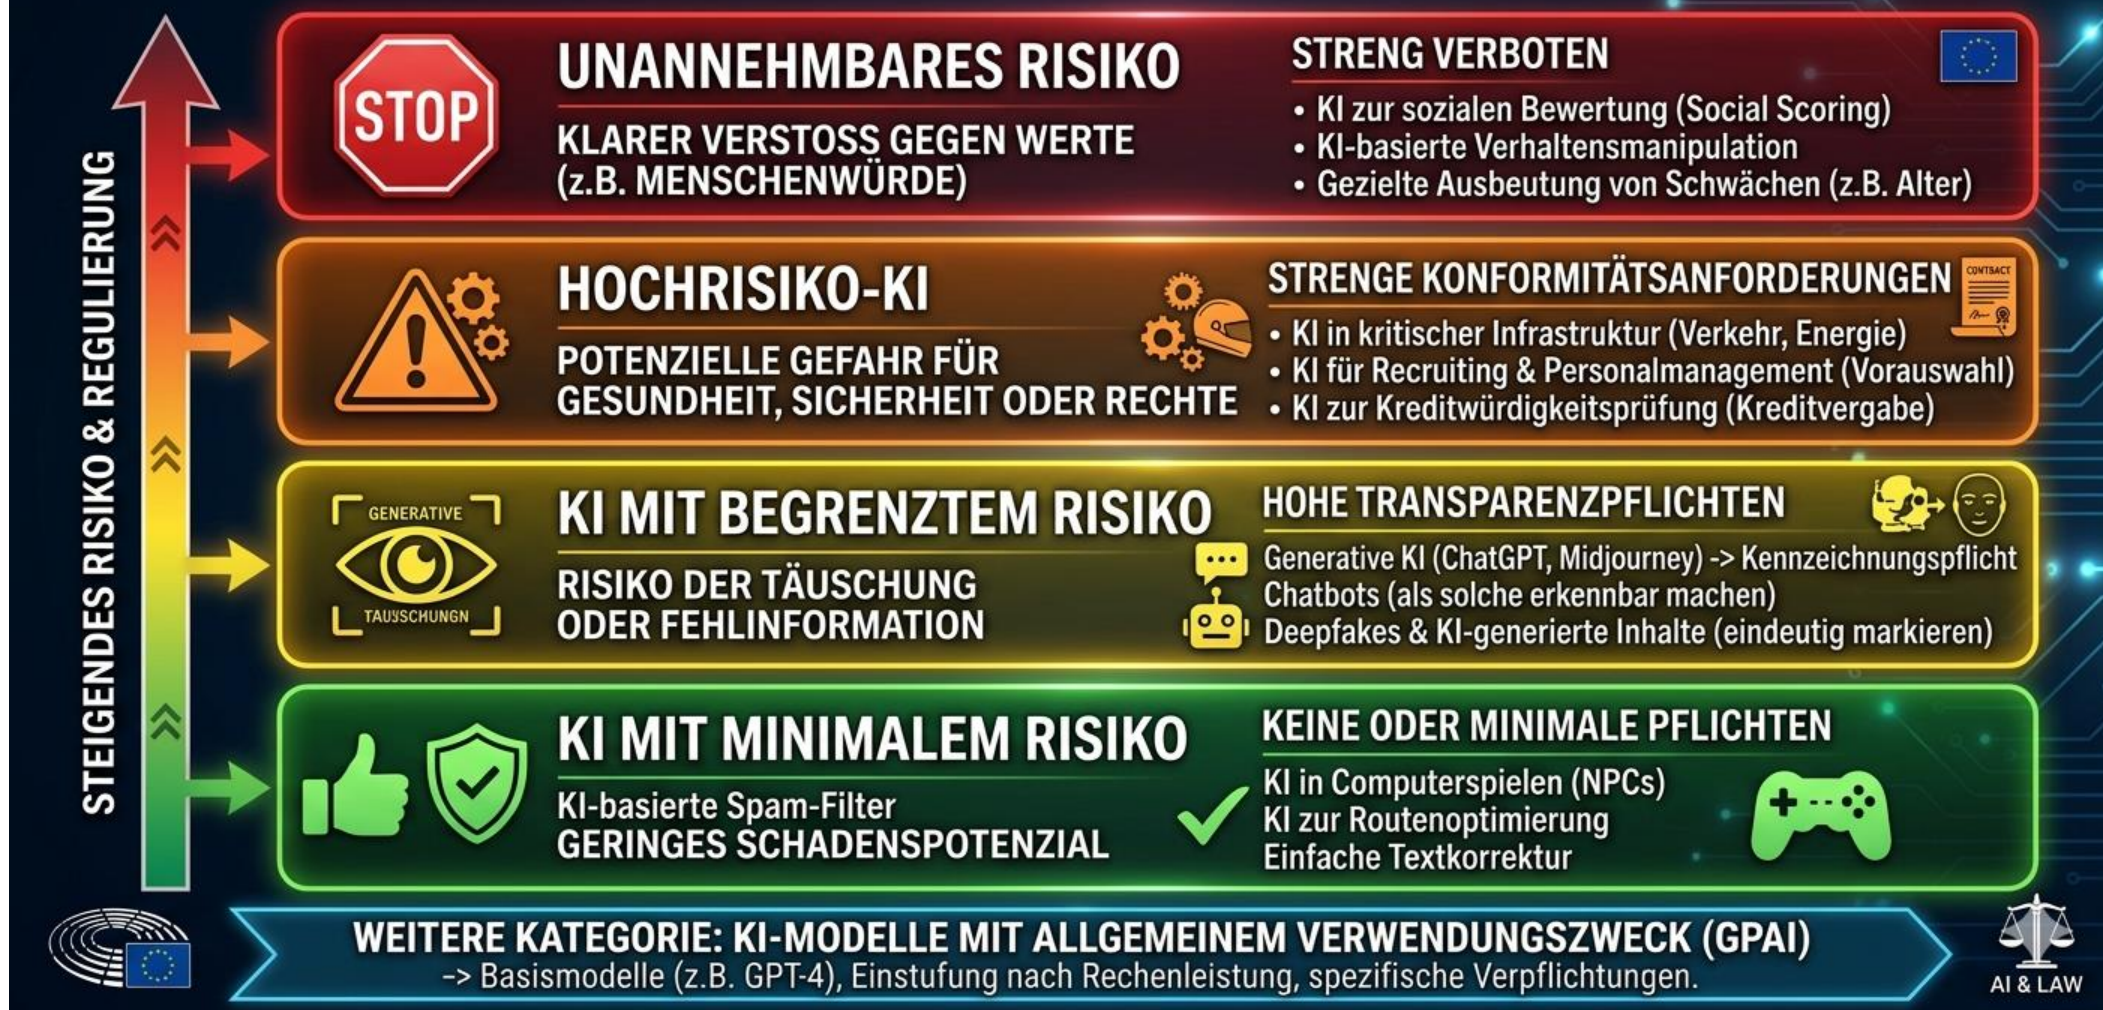 STEIGENDES RISIKO & REGULIERUNG
STOP
UNANNEHMBARES RISIKO
KLARER VERSTOSS GEGEN WERTE
(z.B. MENSCHENWÜRDE)
STRENG VERBOTEN
• KI zur sozialen Bewertung (Social Scoring)
• KI-basierte Verhaltensmanipulation
• Gezielte Ausbeutung von Schwächen (z.B. Alter)
HOCHRISIKO-KI
POTENZIELLE GEFAHR FÜR
GESUNDHEIT, SICHERHEIT ODER RECHTE
STRENGE KONFORMITÄTSANFORDERUNGEN
CONTRACT
• KI in kritischer Infrastruktur (Verkehr, Energie)
• KI für Recruiting & Personalmanagement (Vorauswahl)
• KI zur Kreditwürdigkeitsprüfung (Kreditvergabe)
GENERATIVE
KI MIT BEGRENZTEM RISIKO
RISIKO DER TÄUSCHUNG
ODER FEHLINFORMATION
HOHE TRANSPARENZPFLICHTEN
Generative KI (ChatGPT, Midjourney) -> Kennzeichnungspflicht
Chatbots (als solche erkennbar machen)
Deepfakes & KI-generierte Inhalte (eindeutig markieren)
KI MIT MINIMALEM RISIKO
KI-basierte Spam-Filter
GERINGES SCHADENSPOTENZIAL
KEINE ODER MINIMALE PFLICHTEN
KI in Computerspielen (NPCs)
KI zur Routenoptimierung
Einfache Textkorrektur
WEITERE KATEGORIE: KI-MODELLE MIT ALLGEMEINEM VERWENDUNGSZWECK (GPAI)
-> Basismodelle (z.B. GPT-4), Einstufung nach Rechenleistung, spezifische Verpflichtungen.
AI & LAW